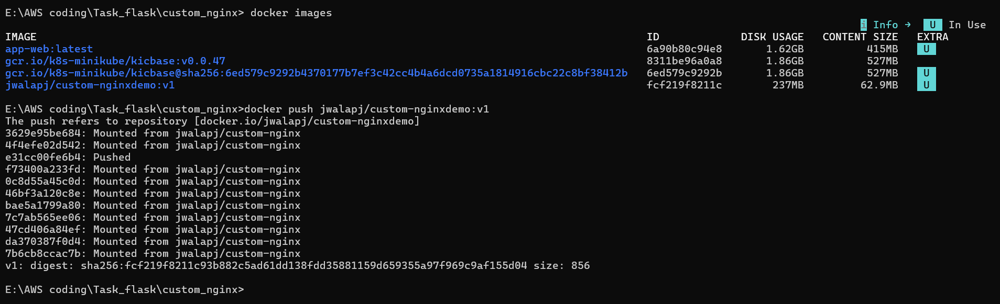 E:\AWS coding\Task_flask\custom_nginx> docker images
i Info → U In Use
IMAGE ID DISK USAGE CONTENT SIZE EXTRA
app-web:latest 6a90b80c94e8 1.62GB 415MB U
gcr.io/k8s-minikube/kicbase:v0.0.47 8311be96a0a8 1.86GB 527MB
gcr.io/k8s-minikube/kicbase@sha256:6ed579c9292b4370177b7ef3c42cc4b4a6dcd0735a1814916cbc22c8bf38412b 6ed579c9292b 1.86GB 527MB U
jwalapj/custom-nginxdemo:v1 fcf219f8211c 237MB 62.9MB U
E:\AWS coding\Task_flask\custom_nginx>docker push jwalapj/custom-nginxdemo:v1
The push refers to repository [docker.io/jwalapj/custom-nginxdemo]
3629e95be684: Mounted from jwalapj/custom-nginx
4f4efe02d542: Mounted from jwalapj/custom-nginx
e31cc00fe6b4: Pushed
f73400a233fd: Mounted from jwalapj/custom-nginx
0c8d55a45c0d: Mounted from jwalapj/custom-nginx
46bf3a120c8e: Mounted from jwalapj/custom-nginx
bae5a1799a80: Mounted from jwalapj/custom-nginx
7c7ab565ee06: Mounted from jwalapj/custom-nginx
47cd406a84ef: Mounted from jwalapj/custom-nginx
da370387f0d4: Mounted from jwalapj/custom-nginx
7b6cb8ccac7b: Mounted from jwalapj/custom-nginx
v1: digest: sha256:fcf219f8211c93b882c5ad61dd138fdd35881159d659355a97f969c9af155d04 size: 856
E:\AWS coding\Task_flask\custom_nginx>